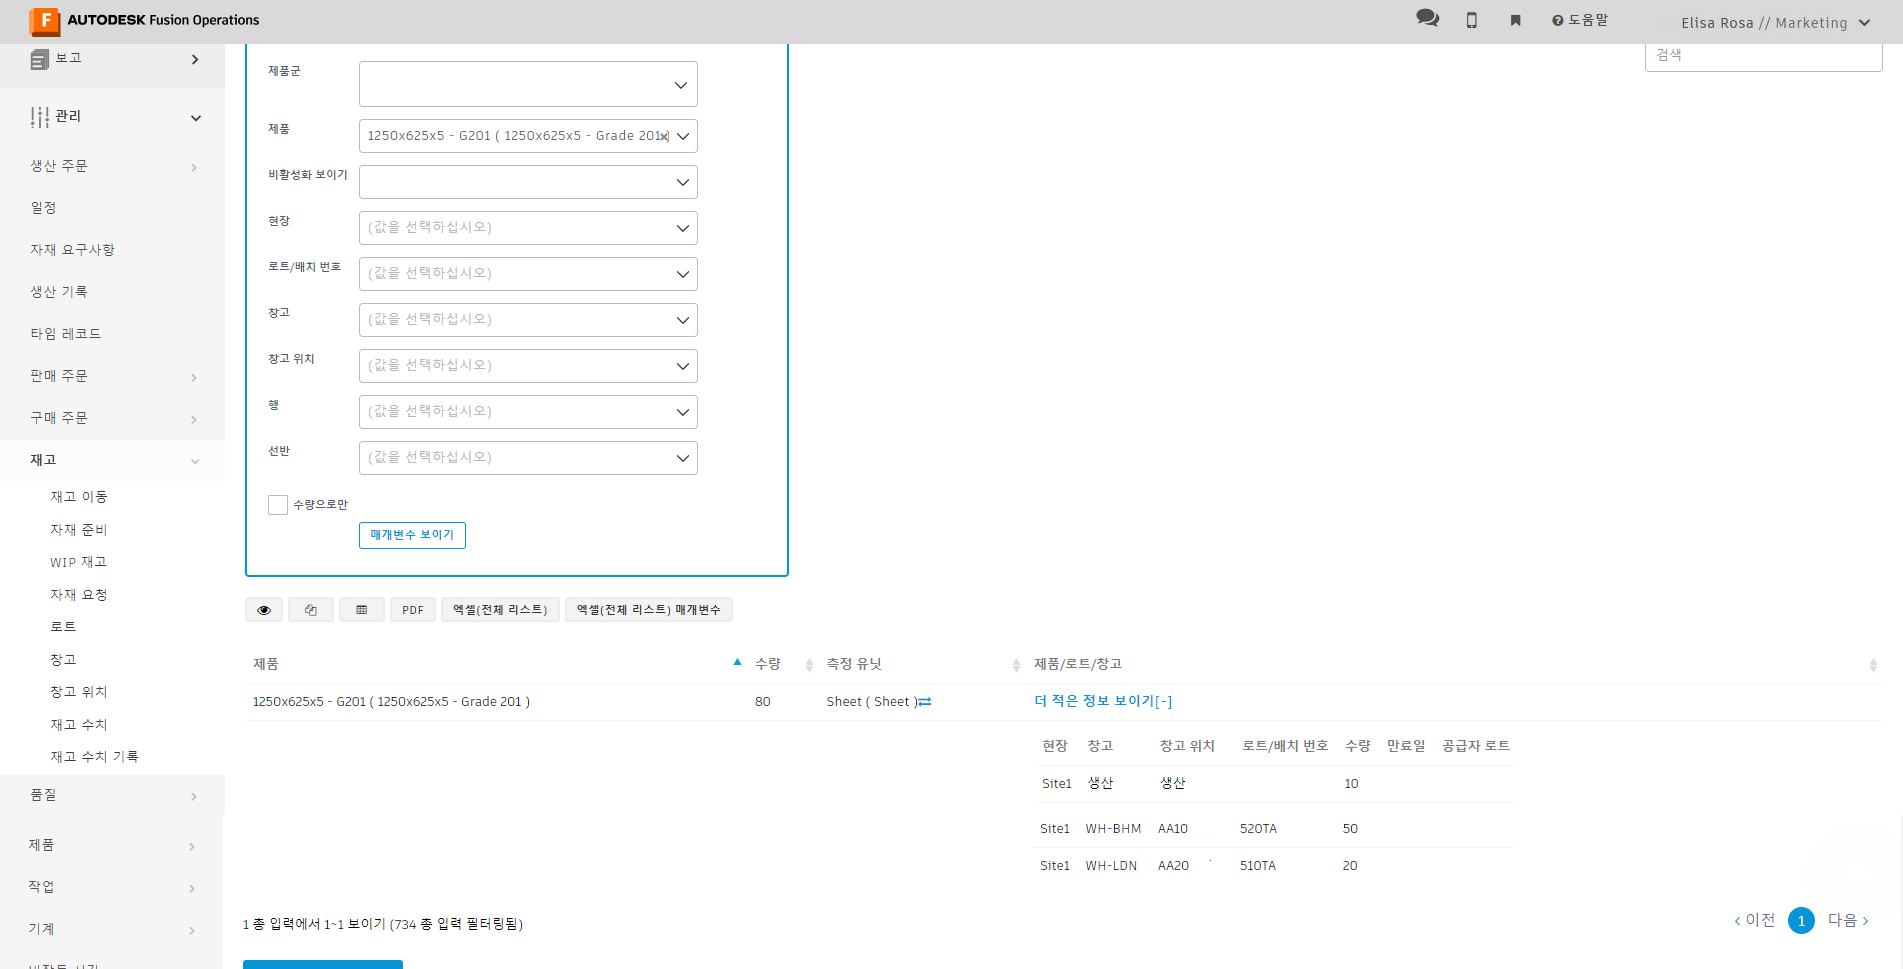 F AUTODESK Fusion Operations
도움말
Elisa Rosa // Marketing
보고
관리
생산 주문
일정
자재 요구사항
생산 기록
타임 레코드
판매 주문
구매 주문
재고
재고 이동
자재 준비
WIP 재고
자재 요청
로트
창고
창고 위치
재고 수치
재고 수치 기록
품질
제품
작업
기계
검색
제품군
제품 1250x625x5 - G201 ( 1250x625x5 - Grade 201 )
비활성화 보이기
현장 (값을 선택하십시오)
로트/배치 번호 (값을 선택하십시오)
창고 (값을 선택하십시오)
창고 위치 (값을 선택하십시오)
행 (값을 선택하십시오)
선반 (값을 선택하십시오)
수량으로만
매개변수 보이기
PDF 엑셀(전체 리스트) 엑셀(전체 리스트) 매개변수
제품 수량 측정 유닛 제품/로트/창고
1250x625x5 - G201 ( 1250x625x5 - Grade 201 ) 80 Sheet ( Sheet ) 더 적은 정보 보이기[-]
현장 창고 창고 위치 로트/배치 번호 수량 만료일 공급자 로트
Site1 생산 생산 10
Site1 WH-BHM AA10 520TA 50
Site1 WH-LDN AA20 510TA 20
1 총 입력에서 1~1 보이기 (734 총 입력 필터링됨)
‹ 이전 1 다음 ›